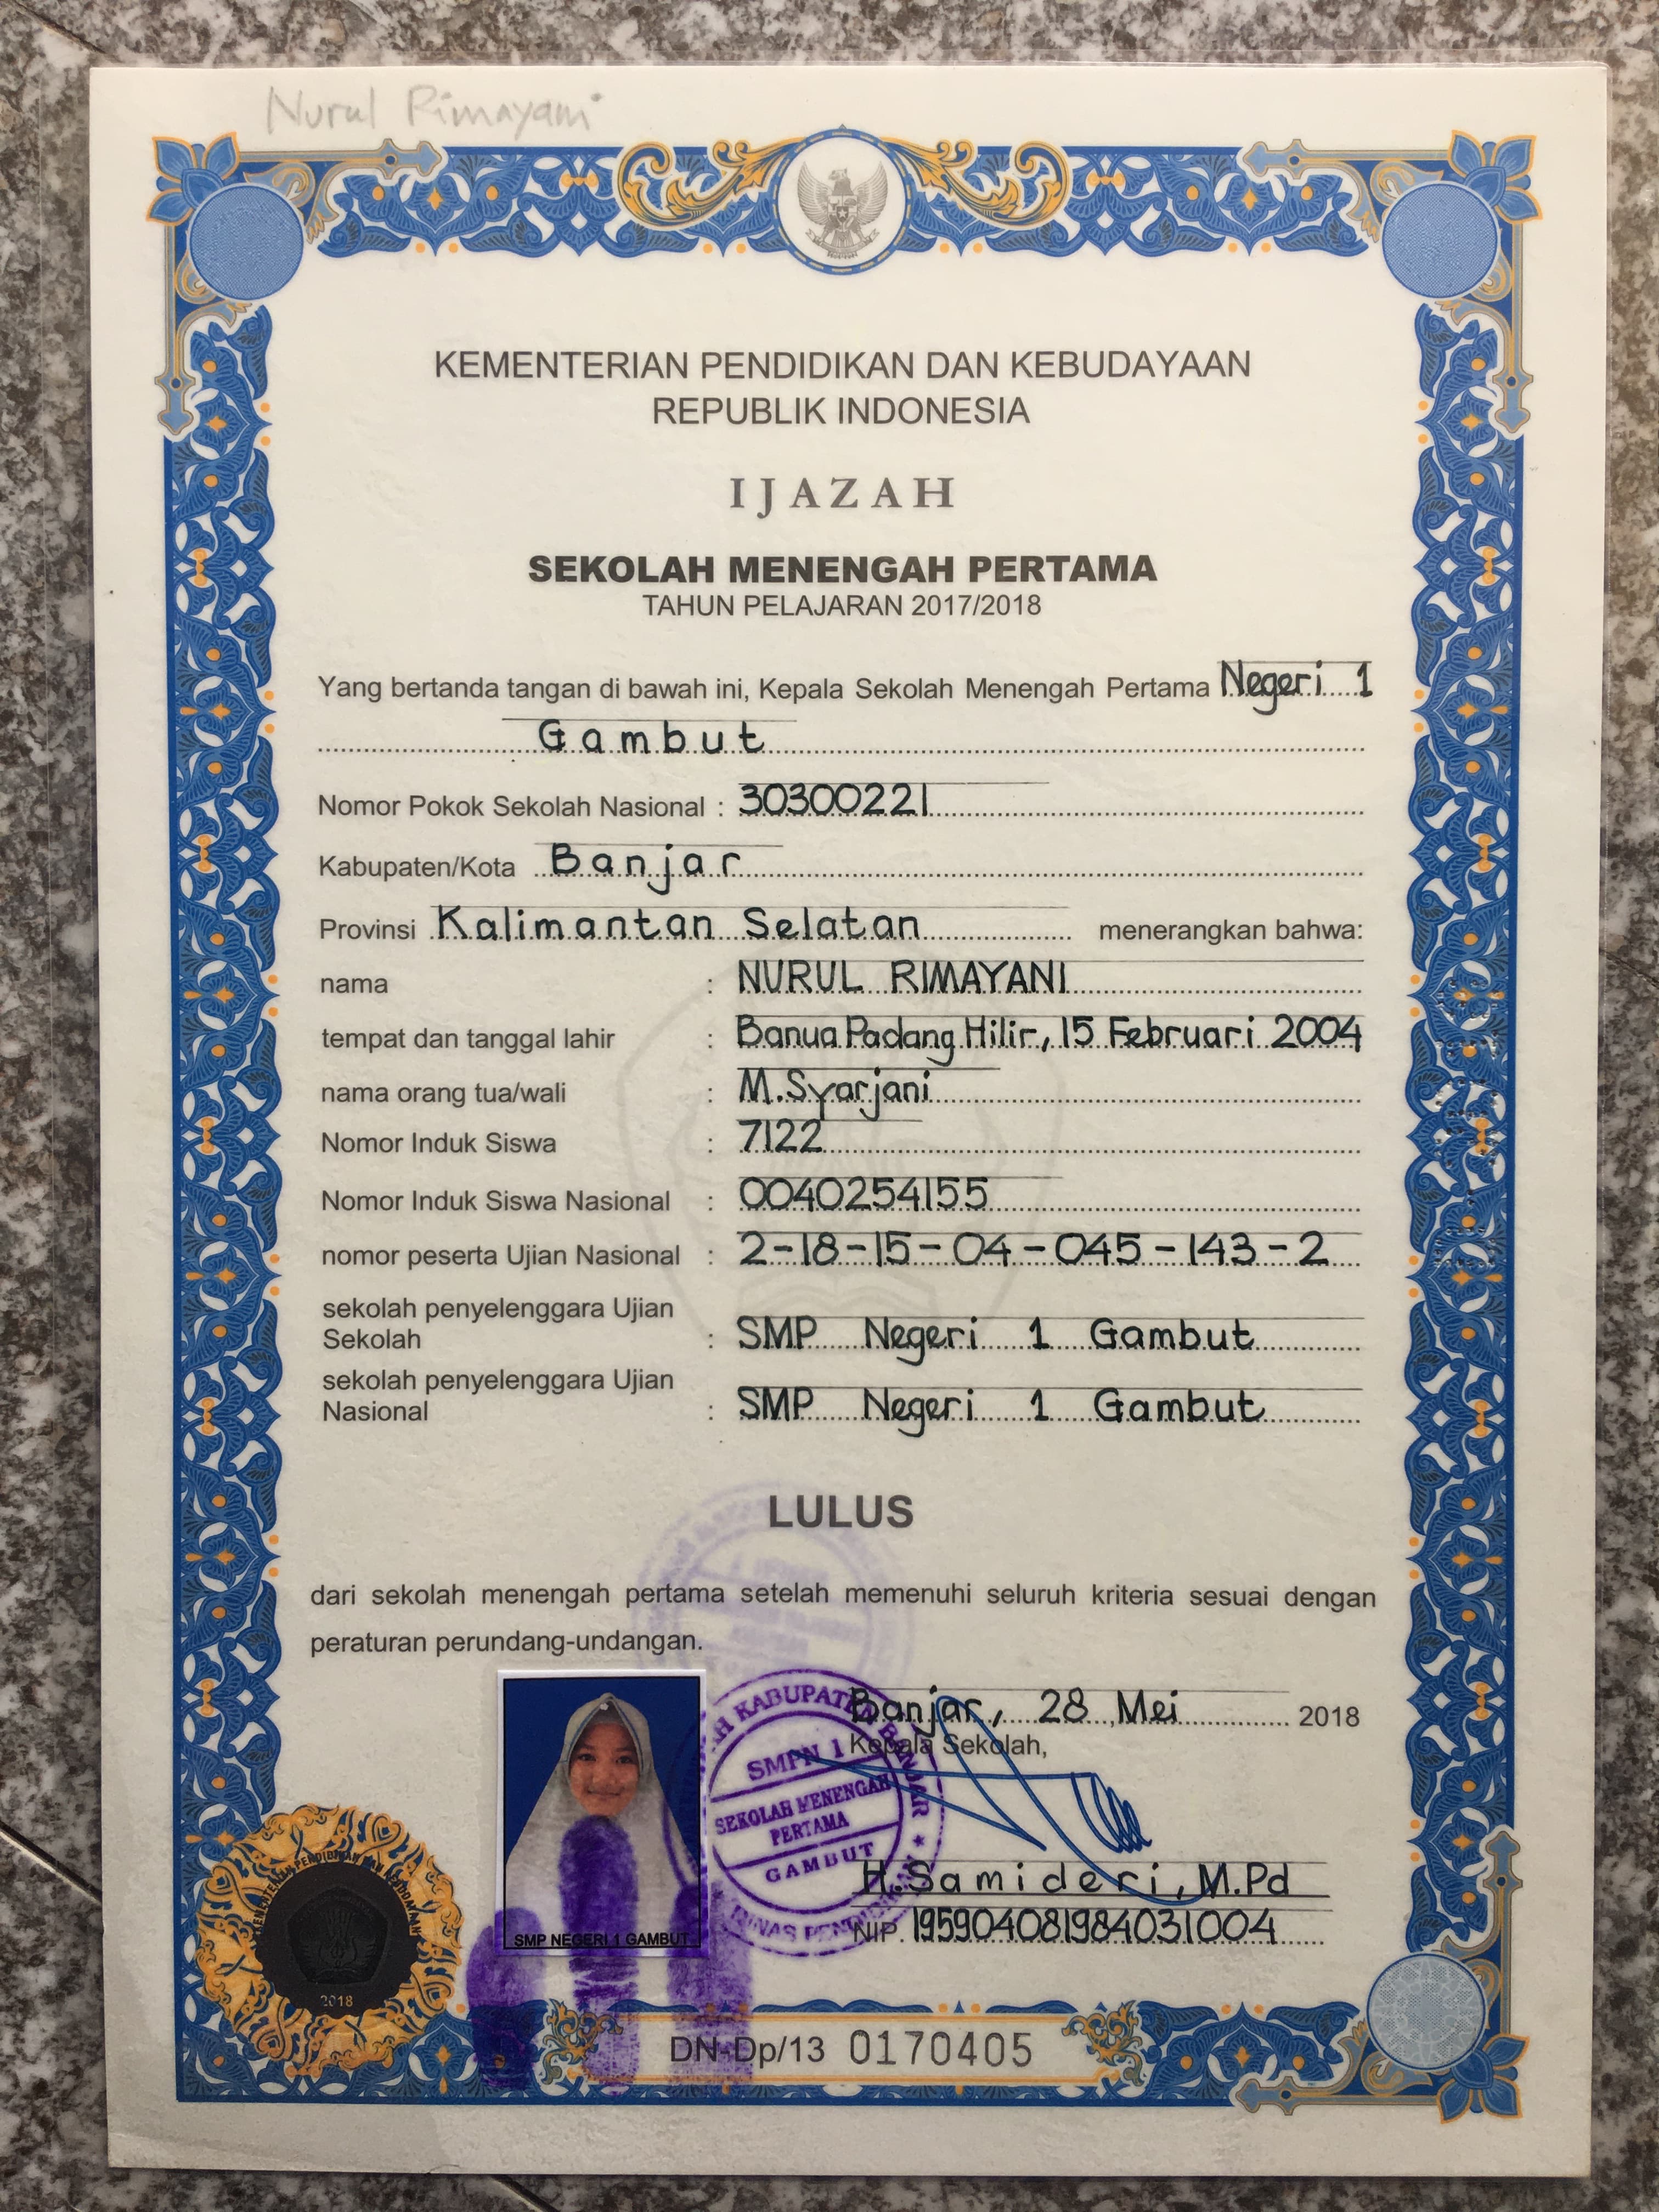 Nurul Rimayani
KEMENTERIAN PENDIDIKAN DAN KEBUDAYAAN
REPUBLIK INDONESIA
IJAZAH
SEKOLAH MENENGAH PERTAMA
TAHUN PELAJARAN 2017/2018
Yang bertanda tangan di bawah ini, Kepala Sekolah Menengah Pertama Negeri 1
Gambut
Nomor Pokok Sekolah Nasional : 30300221
Kabupaten/Kota Banjar
Provinsi Kalimantan Selatan menerangkan bahwa:
nama : NURUL RIMAYANI
tempat dan tanggal lahir : Banua Padang Hilir, 15 Februari 2004
nama orang tua/wali : M.Syarjani
Nomor Induk Siswa : 7122
Nomor Induk Siswa Nasional : 0040254155
nomor peserta Ujian Nasional : 2-18-15-04-045-143-2
sekolah penyelenggara Ujian
Sekolah : SMP Negeri 1 Gambut
sekolah penyelenggara Ujian
Nasional : SMP Negeri 1 Gambut
LULUS
dari sekolah menengah pertama setelah memenuhi seluruh kriteria sesuai dengan
peraturan perundang-undangan.
Banjar, 28 Mei 2018
Kepala Sekolah,
KABUPATEN BANJAR
SMPN 1
SEKOLAH MENENGAH
PERTAMA
GAMBUT
DINAS PENDIDIKAN
H.Samideri, M.Pd
NIP. 195904081984031004
SMP NEGERI 1 GAMBUT
KEMENTERIAN PENDIDIKAN DAN KEBUDAYAAN
2018
DN-Dp/13 0170405